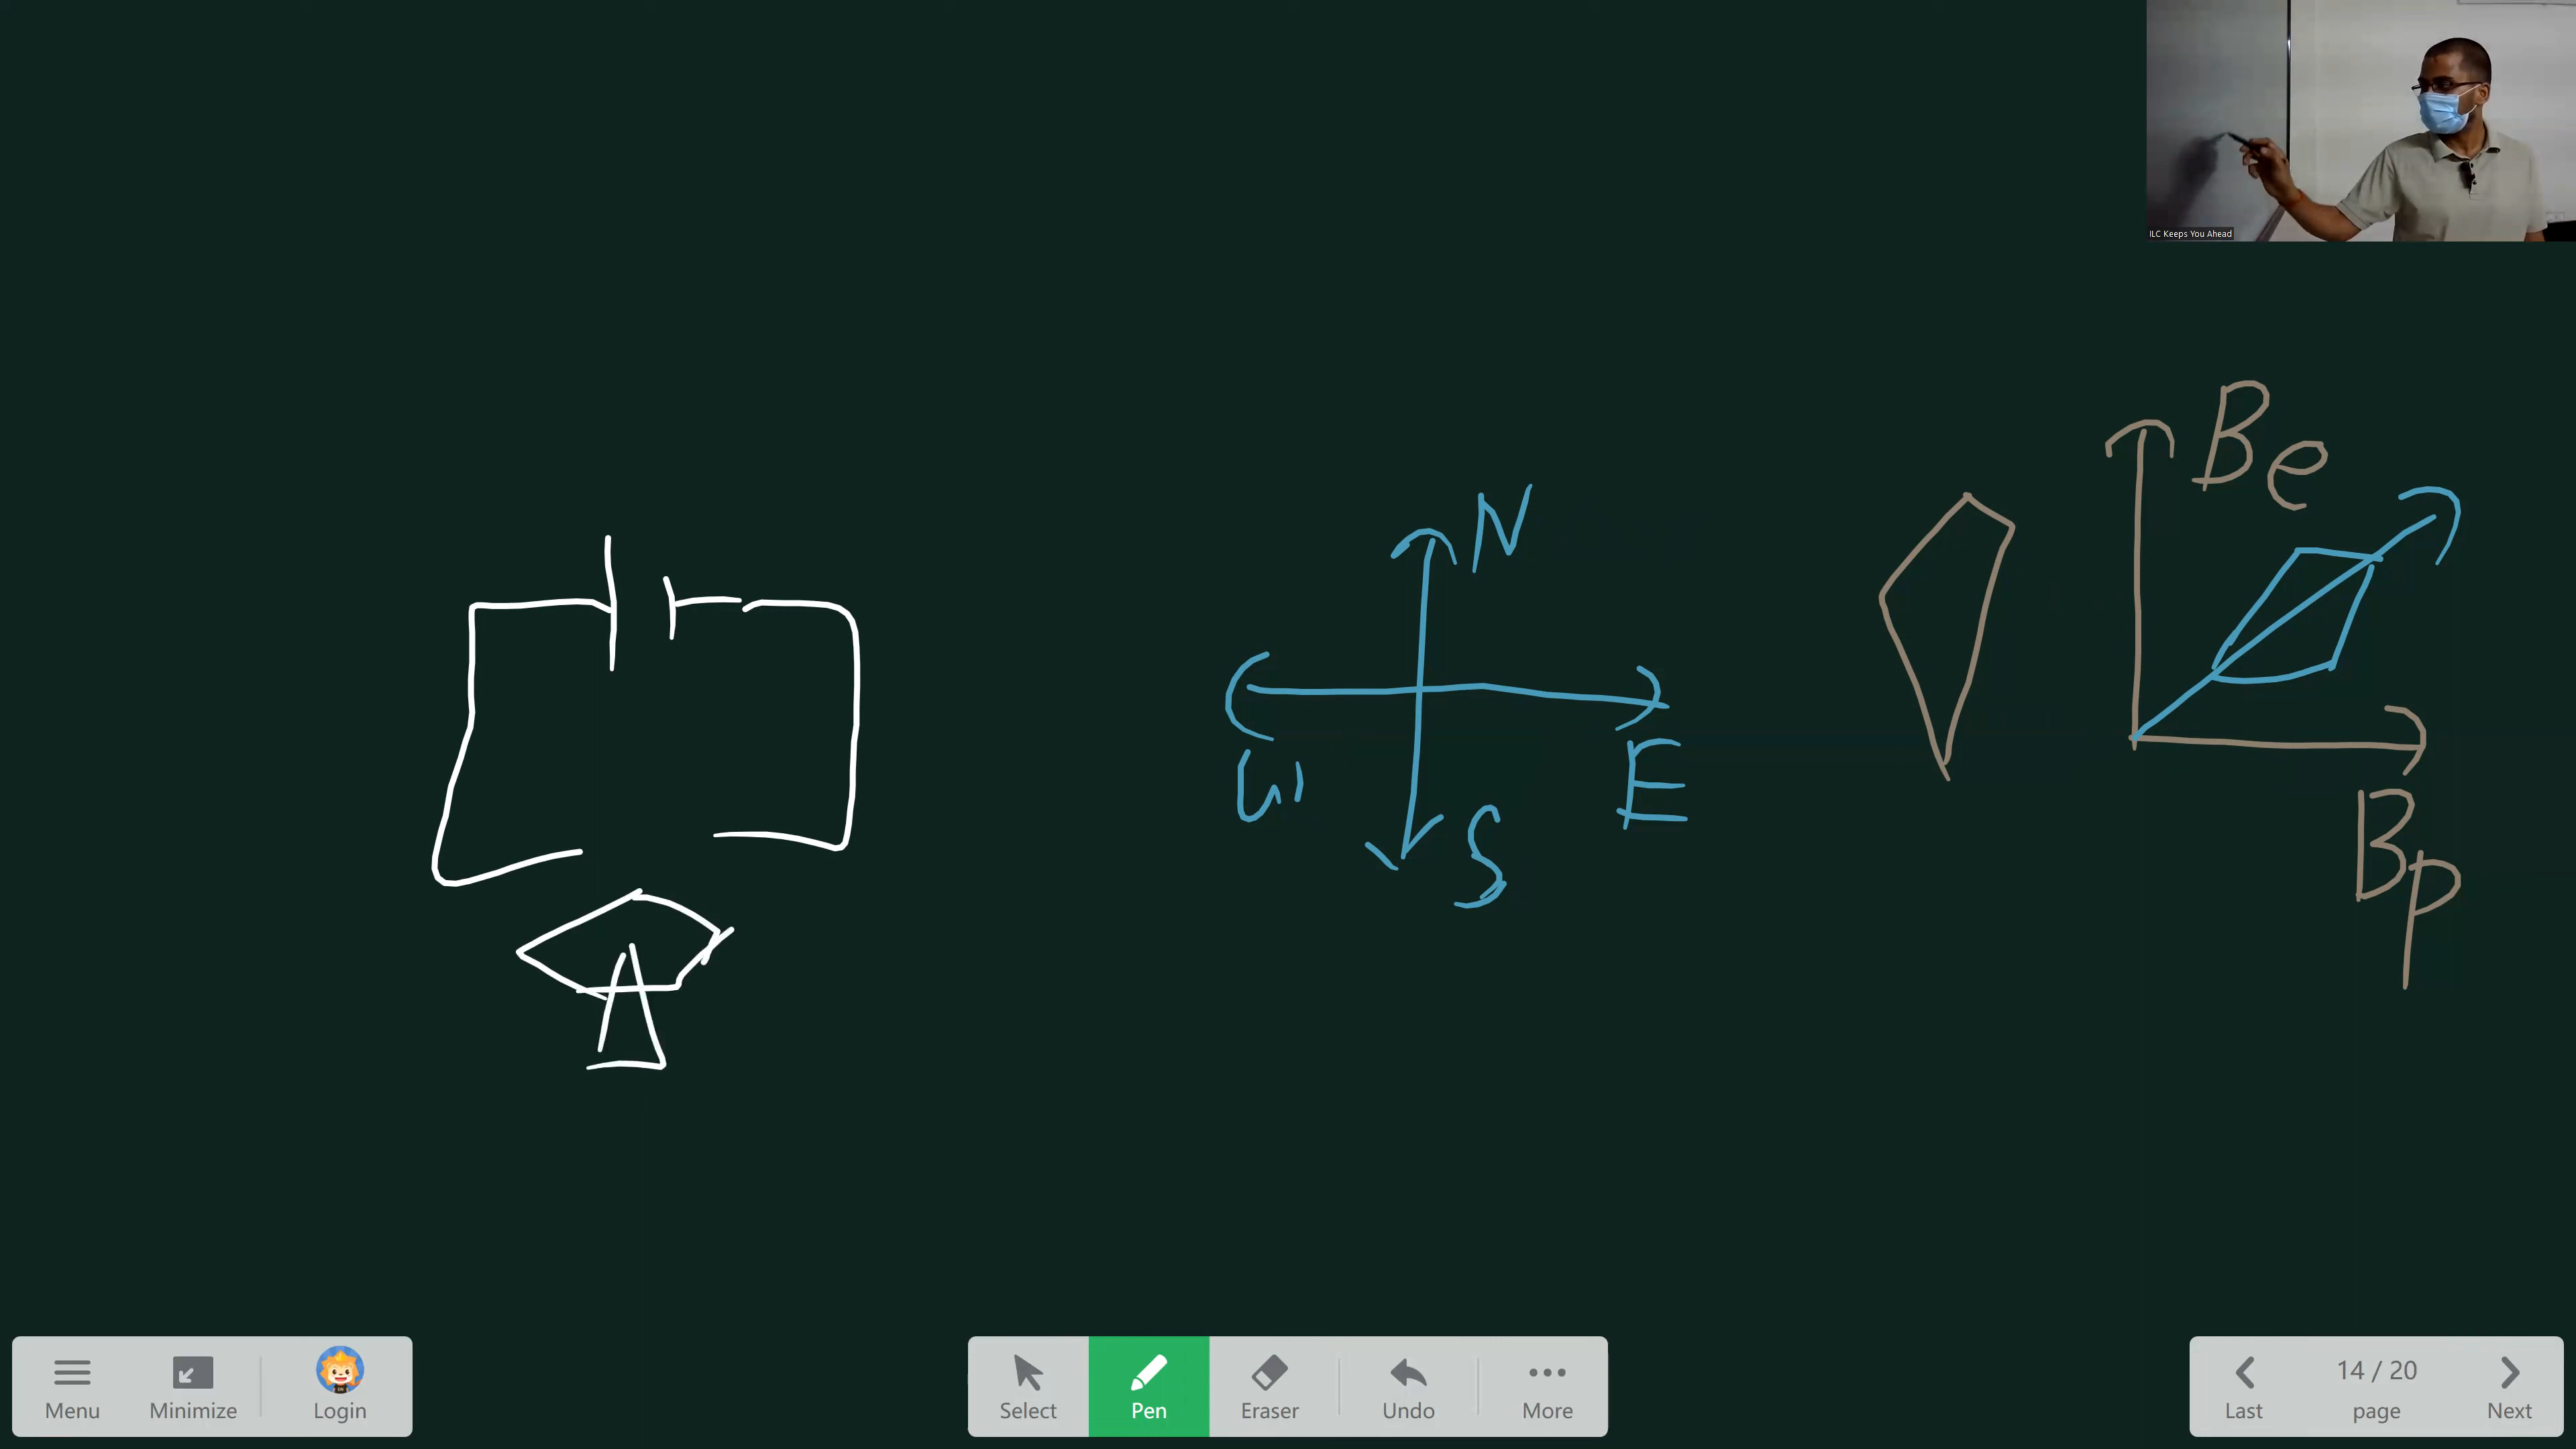 ILC Keeps You Ahead
Be
N
W
E
S
Bp
Menu
Minimize
Login
Select
Pen
Eraser
Undo
More
Last
14 / 20
page
Next